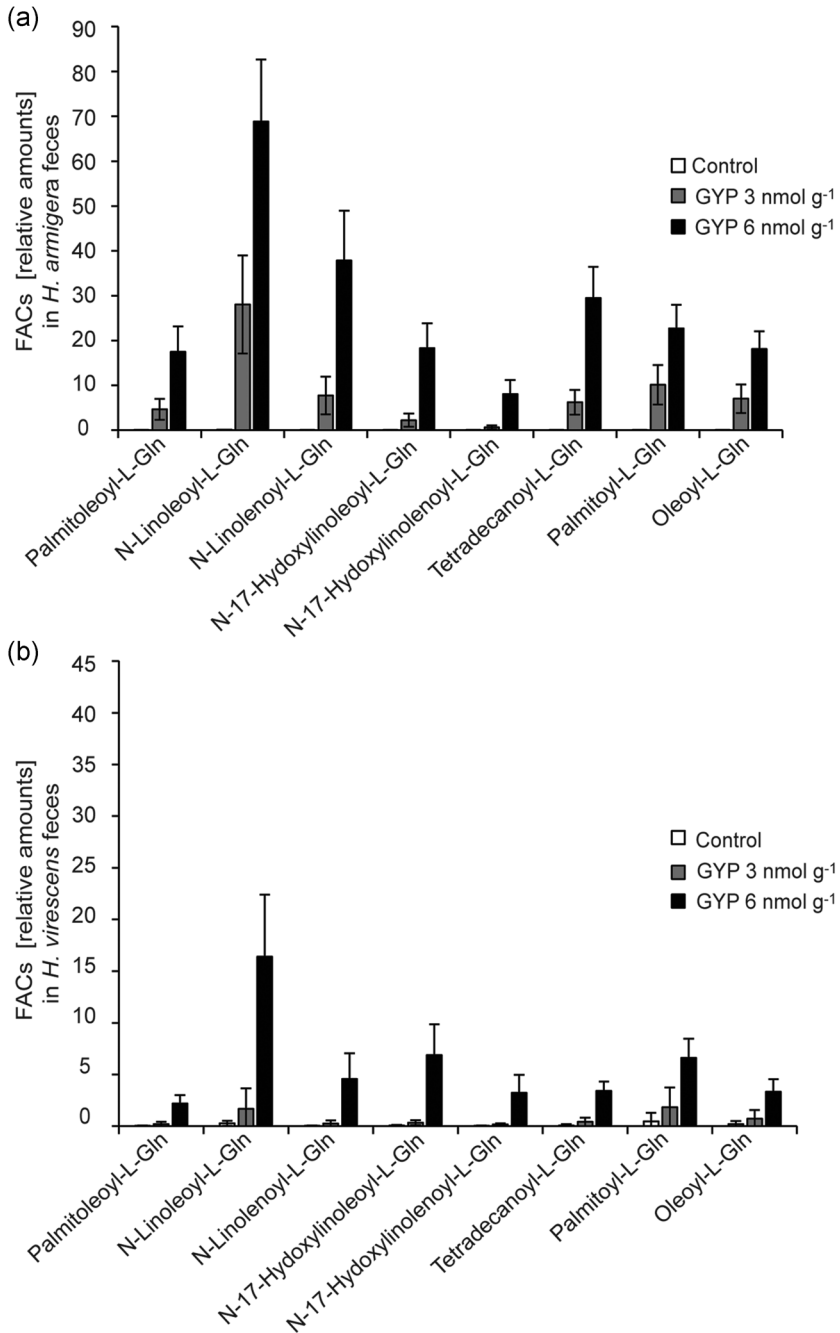 (a)
FACs [relative amounts]
in H. armigera feces
90
80
70
60
50
40
30
20
10
0
Control
GYP 3 nmol g-1
GYP 6 nmol g-1
Palmitoleoyl-L-Gln
N-Linoleoyl-L-Gln
N-Linolenoyl-L-Gln
N-17-Hydoxylinoleoyl-L-Gln
N-17-Hydoxylinolenoyl-L-Gln
Tetradecanoyl-L-Gln
Palmitoyl-L-Gln
Oleoyl-L-Gln
(b)
FACs [relative amounts]
in H. virescens feces
45
40
35
30
25
20
15
10
5
0
Control
GYP 3 nmol g-1
GYP 6 nmol g-1
Palmitoleoyl-L-Gln
N-Linoleoyl-L-Gln
N-Linolenoyl-L-Gln
N-17-Hydoxylinoleoyl-L-Gln
N-17-Hydoxylinolenoyl-L-Gln
Tetradecanoyl-L-Gln
Palmitoyl-L-Gln
Oleoyl-L-Gln